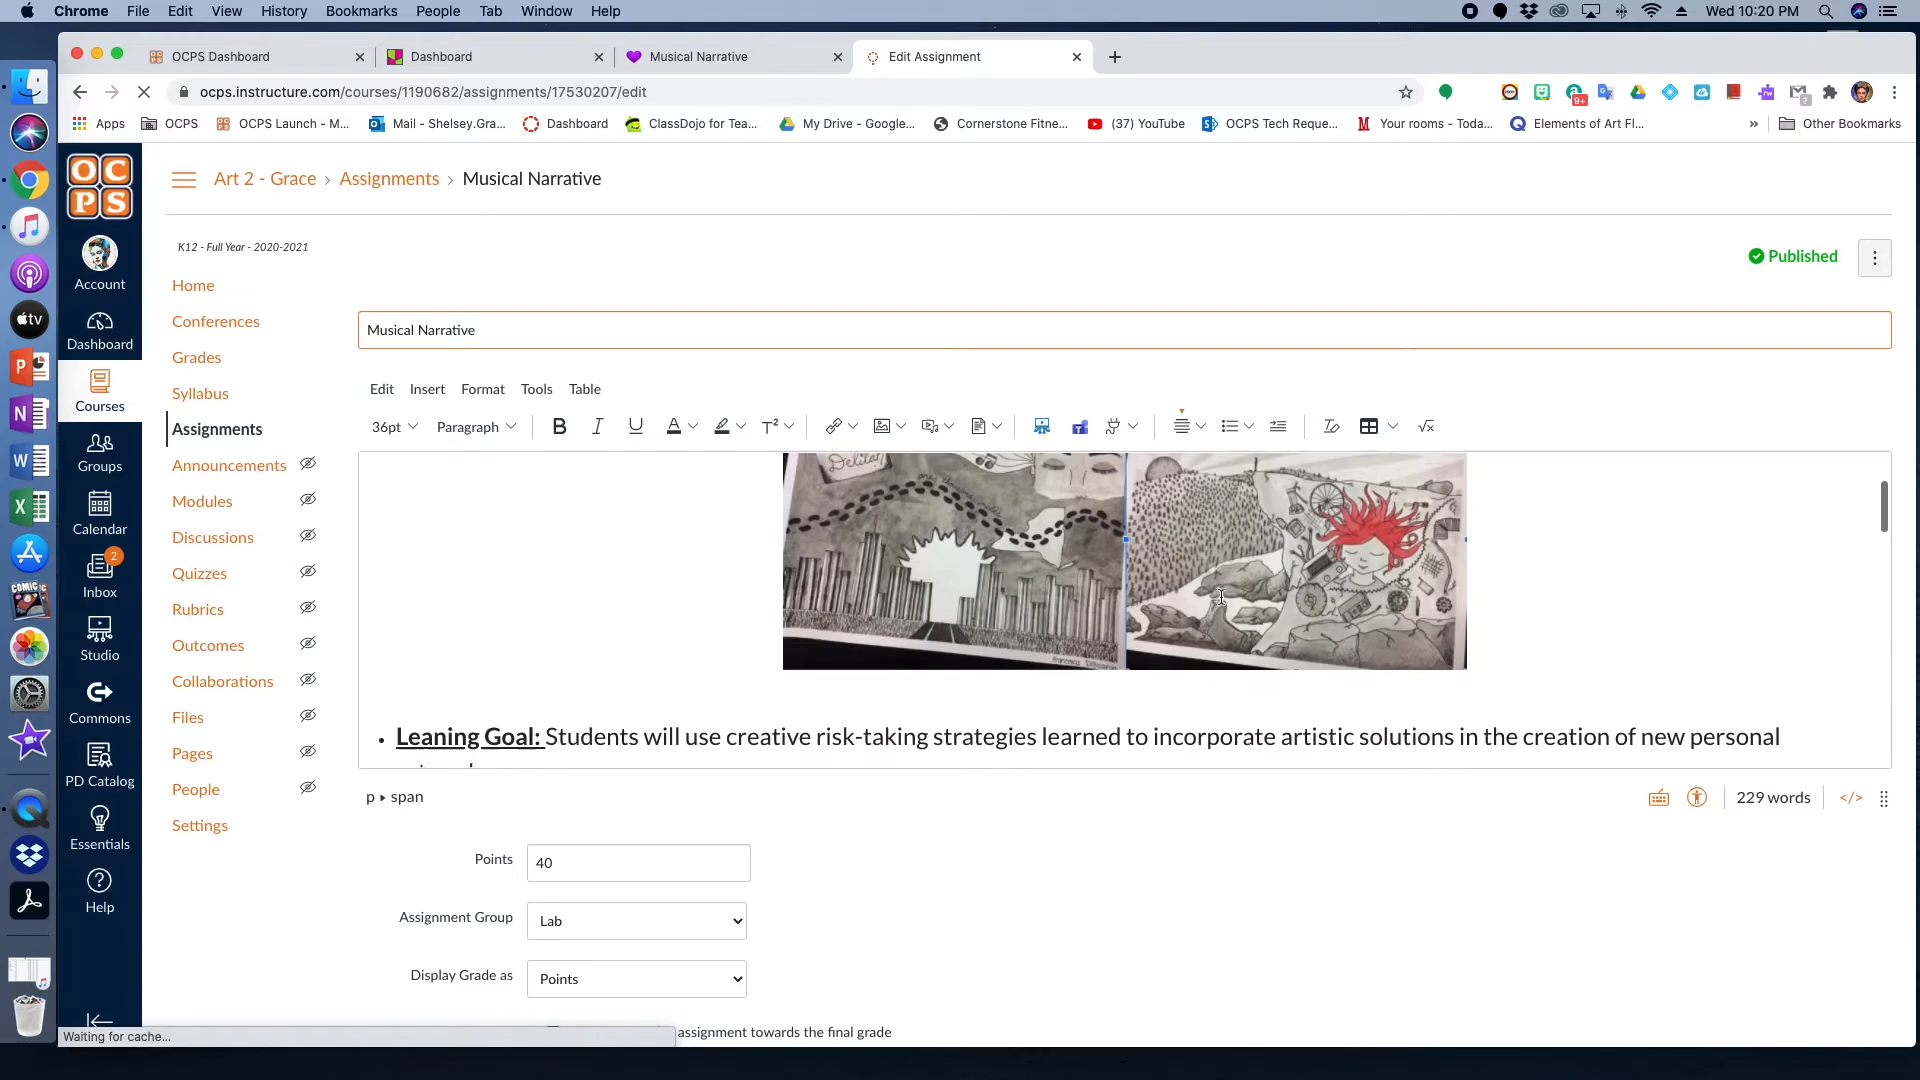 Chrome File Edit View History Bookmarks People Tab Window Help Wed 10:20 PM
OCPS Dashboard Dashboard Musical Narrative Edit Assignment
ocps.instructure.com/courses/1190682/assignments/17530207/edit 9+
Apps OCPS OCPS Launch - M... Mail - Shelsey.Gra... Dashboard ClassDojo for Tea... My Drive - Google... Cornerstone Fitne... (37) YouTube OCPS Tech Reque... Your rooms - Toda... Elements of Art Fl... » Other Bookmarks
OC
PS
Account
Dashboard
Courses
Groups
Calendar
2
Inbox
Studio
Commons
PD Catalog
Essentials
Help
tv
Art 2 - Grace › Assignments › Musical Narrative
K12 - Full Year - 2020-2021
Home
Conferences
Grades
Syllabus
Assignments
Announcements
Modules
Discussions
Quizzes
Rubrics
Outcomes
Collaborations
Files
Pages
People
Settings
Published
Musical Narrative
Edit Insert Format Tools Table
36pt Paragraph B I U A T² √x
Delilah
• Leaning Goal: Students will use creative risk-taking strategies learned to incorporate artistic solutions in the creation of new personal
p ▸ span 229 words </>
Points 40
Assignment Group Lab
Display Grade as Points
assignment towards the final grade
Waiting for cache...